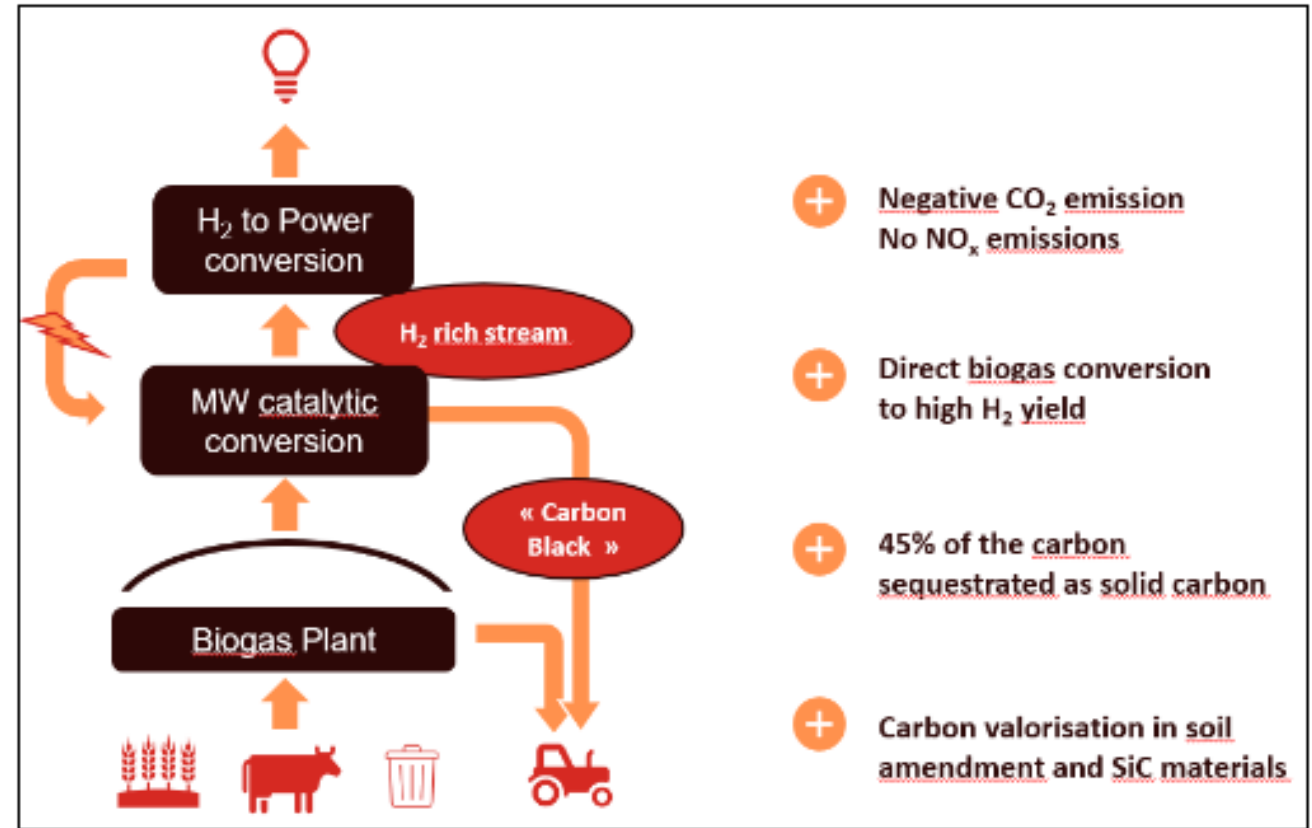 H₂ to Power
conversion
H₂ rich stream
MW catalytic
conversion
« Carbon
Black »
Biogas Plant
Negative CO₂ emission
No NOₓ emissions
Direct biogas conversion
to high H₂ yield
45% of the carbon
sequestrated as solid carbon
Carbon valorisation in soil
amendment and SiC materials